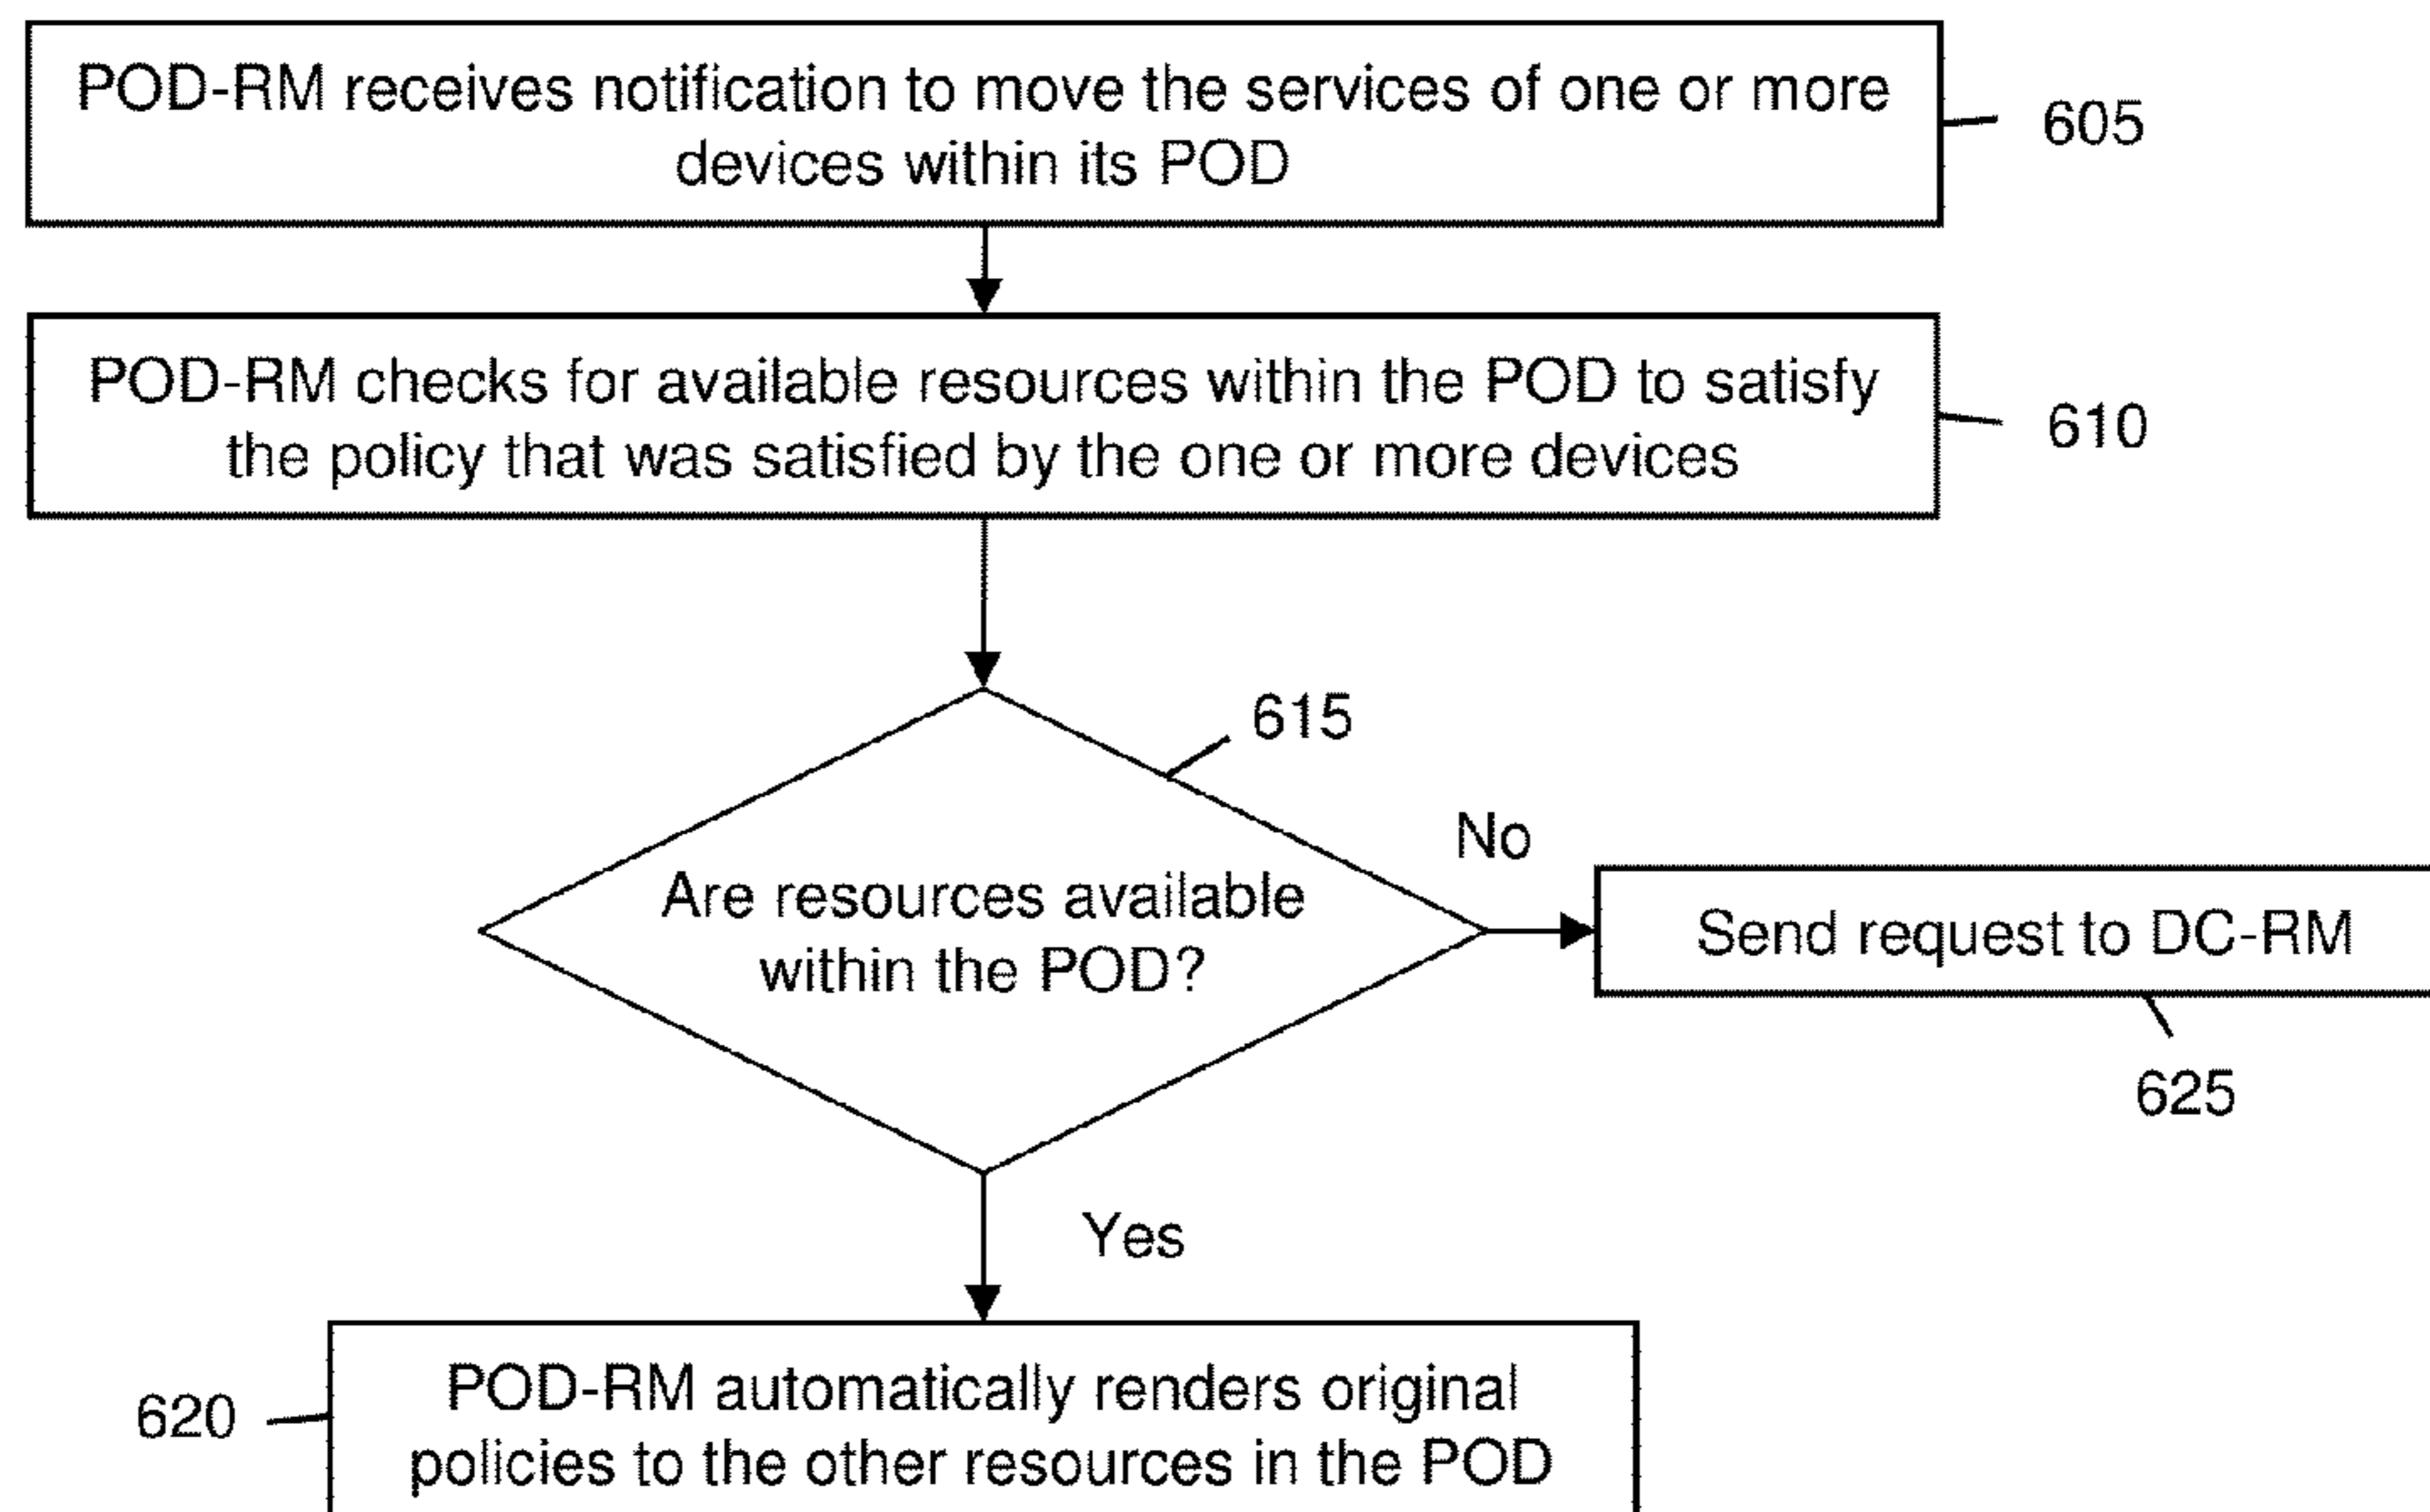 POD-RM receives notification to move the services of one or more
devices within its POD
605
POD-RM checks for available resources within the POD to satisfy
the policy that was satisfied by the one or more devices
610
615
Are resources available
within the POD?
No
Send request to DC-RM
625
Yes
620
POD-RM automatically renders original
policies to the other resources in the POD